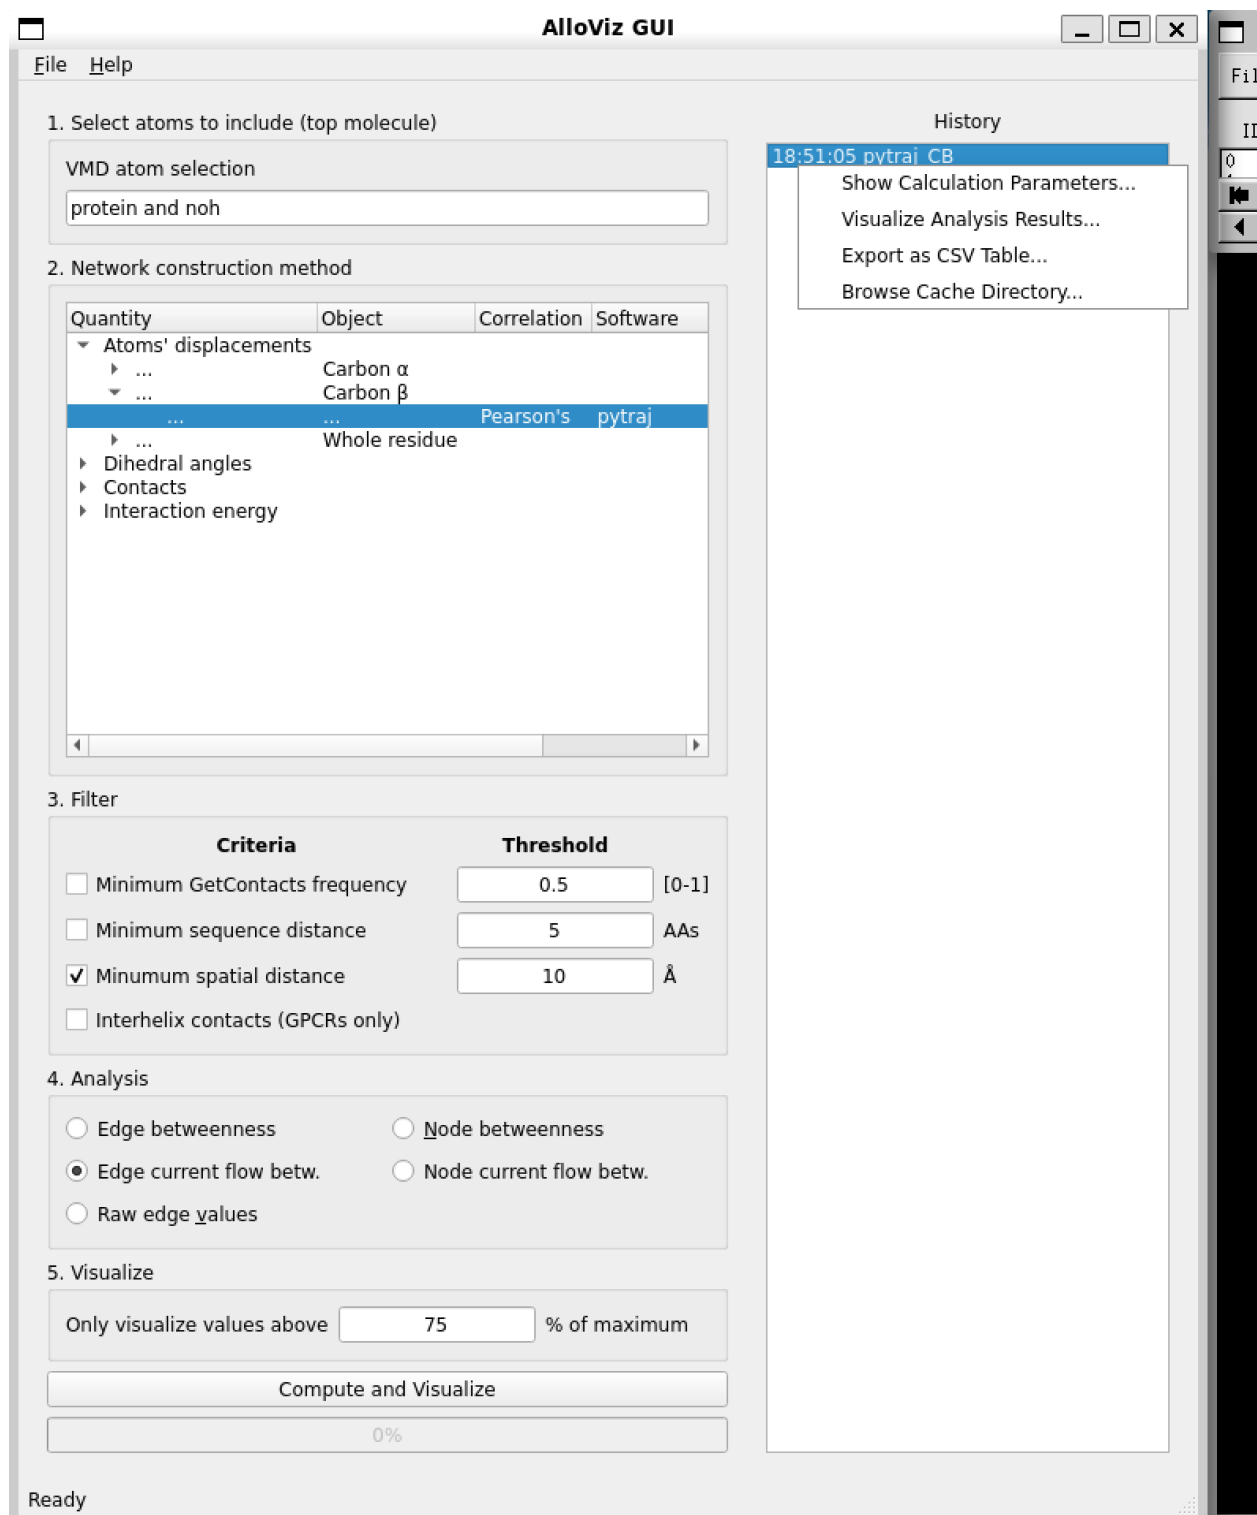 AlloViz GUI
File Help
1. Select atoms to include (top molecule)
VMD atom selection
protein and noh
2. Network construction method
Quantity Object Correlation Software
Atoms' displacements
... Carbon α
... Carbon β
... ... Pearson's pytraj
... Whole residue
Dihedral angles
Contacts
Interaction energy
3. Filter
Criteria Threshold
Minimum GetContacts frequency 0.5 [0-1]
Minimum sequence distance 5 AAs
Minumum spatial distance 10 Å
Interhelix contacts (GPCRs only)
4. Analysis
Edge betweenness Node betweenness
Edge current flow betw. Node current flow betw.
Raw edge values
5. Visualize
Only visualize values above 75 % of maximum
Compute and Visualize
0%
Ready
History
18:51:05 pytraj_CB
Show Calculation Parameters...
Visualize Analysis Results...
Export as CSV Table...
Browse Cache Directory...
Fil
0